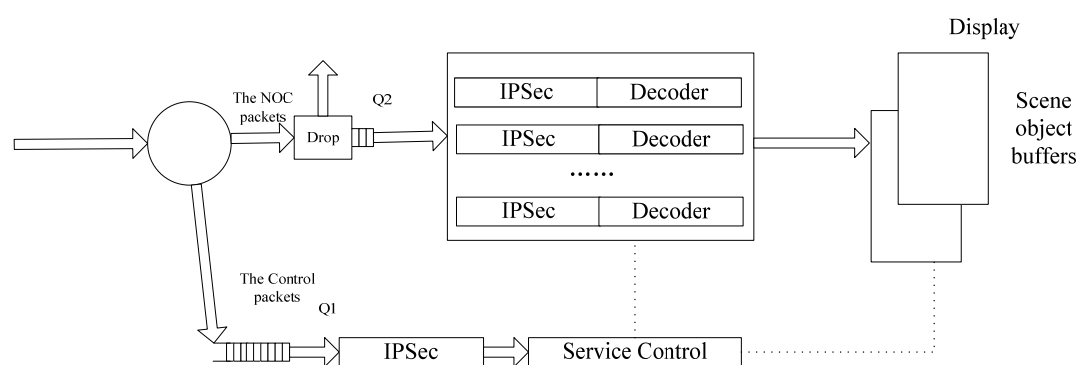 Display
The NOC
packets
Q2
Drop
IPSec Decoder
IPSec Decoder
......
IPSec Decoder
Scene
object
buffers
The Control
packets
Q1
IPSec
Service Control